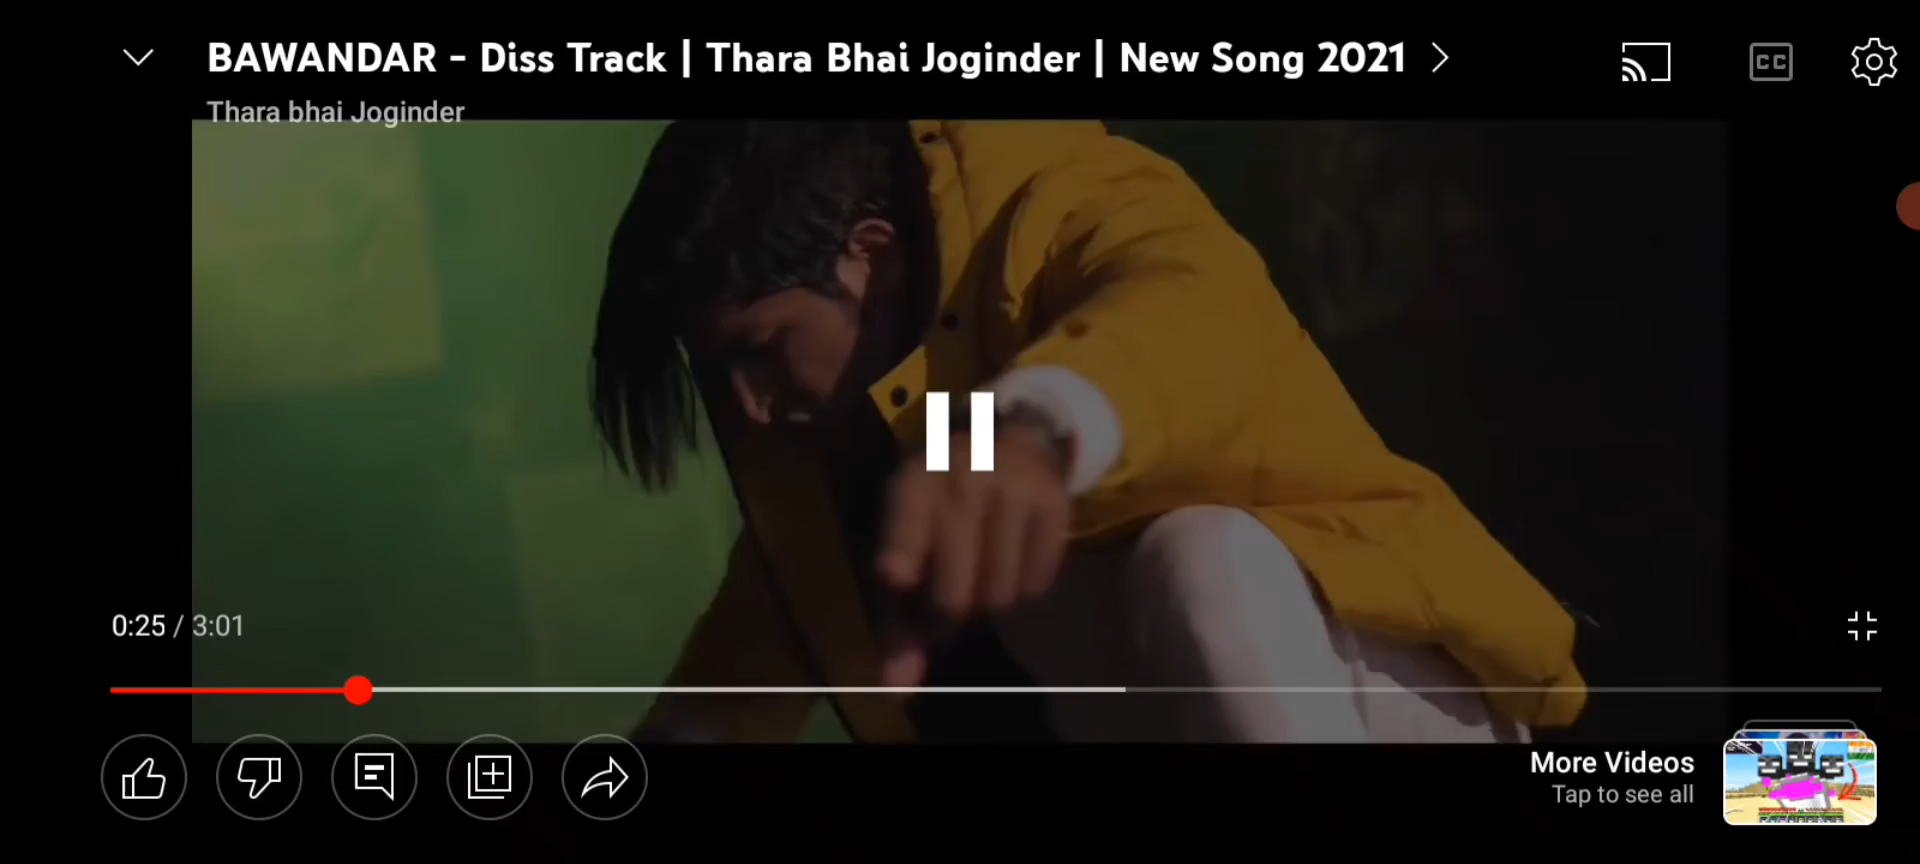 BAWANDAR - Diss Track | Thara Bhai Joginder | New Song 2021
CC
Thara bhai Joginder
0:25 / 3:01
More Videos
Tap to see all